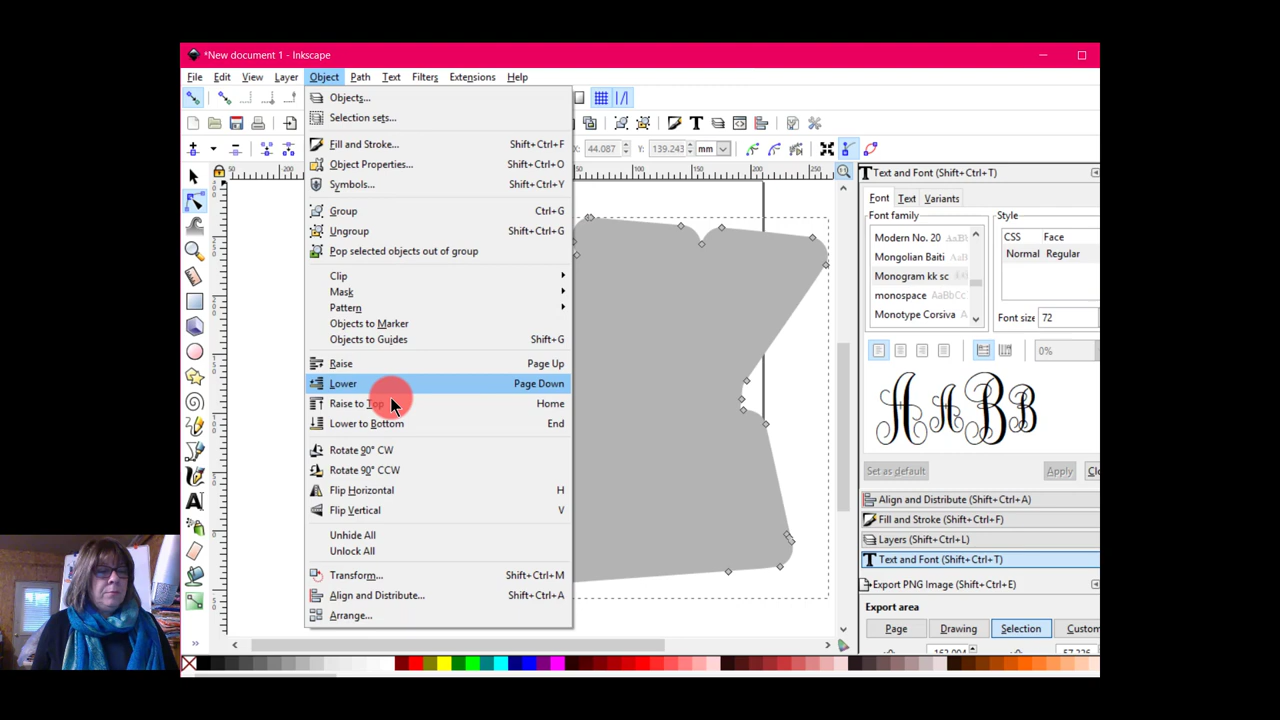 *New document 1 - Inkscape
File Edit View Layer Object Path Text Filters Extensions Help
Objects...
Selection sets...
Fill and Stroke... Shift+Ctrl+F
Object Properties... Shift+Ctrl+O
Symbols... Shift+Ctrl+Y
Group Ctrl+G
Ungroup Shift+Ctrl+G
Pop selected objects out of group
Clip
Mask
Pattern
Objects to Marker
Objects to Guides Shift+G
Raise Page Up
Lower Page Down
Raise to Top Home
Lower to Bottom End
Rotate 90° CW
Rotate 90° CCW
Flip Horizontal H
Flip Vertical V
Unhide All
Unlock All
Transform... Shift+Ctrl+M
Align and Distribute... Shift+Ctrl+A
Arrange...
X: 44.087 Y: 139.243 mm
100 150 200 250
Text and Font (Shift+Ctrl+T)
Font Text Variants
Font family Style
Modern No. 20 AaBb
Mongolian Baiti AaB
Monogram kk sc
monospace AaBbCc
Monotype Corsiva
CSS Face
Normal Regular
Font size 72
0%
AABB
Set as default Apply
Align and Distribute (Shift+Ctrl+A)
Fill and Stroke (Shift+Ctrl+F)
Layers (Shift+Ctrl+L)
Text and Font (Shift+Ctrl+T)
Export PNG Image (Shift+Ctrl+E)
Export area
Page Drawing Selection Custom